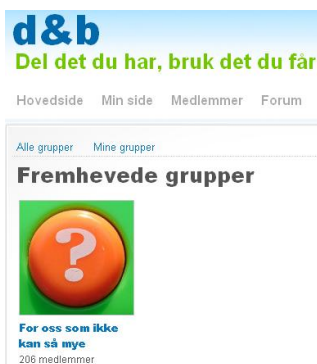 d&b
Del det du har, bruk det du får
Hovedside Min side Medlemmer Forum
Alle grupper Mine grupper
Fremhevede grupper
?
For oss som ikke
kan så mye
206 medlemmer